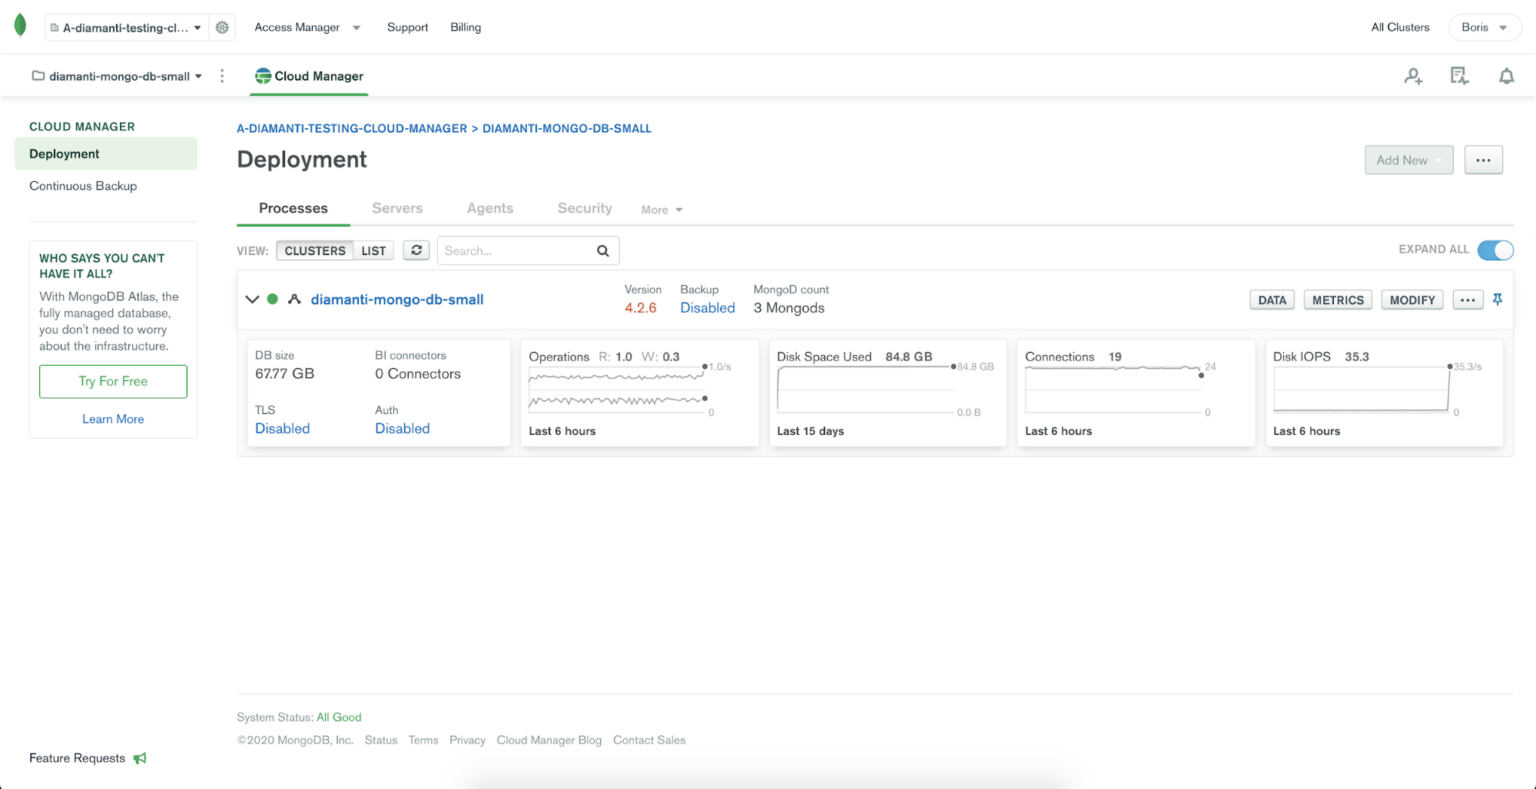 A-diamanti-testing-cl...
Access Manager
Support
Billing
All Clusters
Boris
diamanti-mongo-db-small
Cloud Manager
CLOUD MANAGER
Deployment
Continuous Backup
WHO SAYS YOU CAN'T
HAVE IT ALL?
With MongoDB Atlas, the
fully managed database,
you don't need to worry
about the infrastructure.
Try For Free
Learn More
Feature Requests
A-DIAMANTI-TESTING-CLOUD-MANAGER > DIAMANTI-MONGO-DB-SMALL
Deployment
Add New
Processes
Servers
Agents
Security
More
VIEW: CLUSTERS LIST
Search...
EXPAND ALL
diamanti-mongo-db-small
Version
4.2.6
Backup
Disabled
MongoD count
3 Mongods
DATA
METRICS
MODIFY
DB size
67.77 GB
BI connectors
0 Connectors
TLS
Disabled
Auth
Disabled
Operations R: 1.0 W: 0.3
1.0/s
0
Last 6 hours
Disk Space Used 84.8 GB
84.8 GB
0.0 B
Last 15 days
Connections 19
24
0
Last 6 hours
Disk IOPS 35.3
35.3/s
0
Last 6 hours
System Status: All Good
©2020 MongoDB, Inc. Status Terms Privacy Cloud Manager Blog Contact Sales